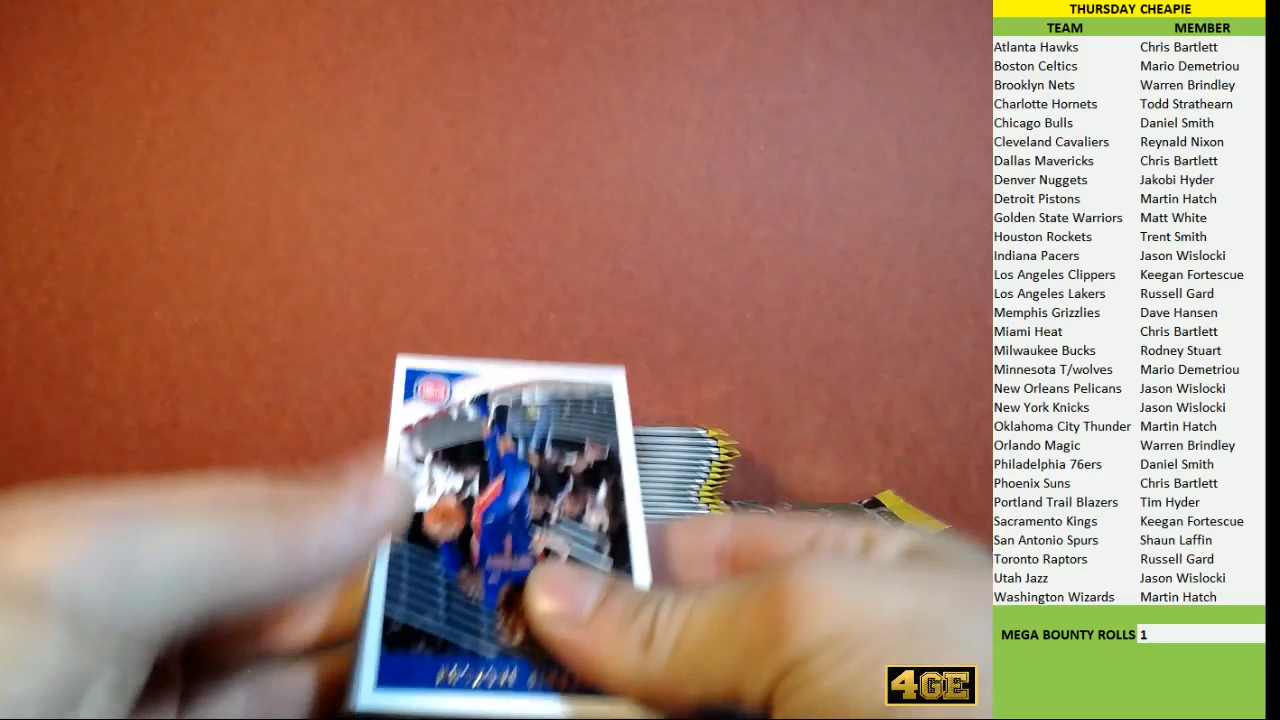 THURSDAY CHEAPIE
TEAM MEMBER
Atlanta Hawks Chris Bartlett
Boston Celtics Mario Demetriou
Brooklyn Nets Warren Brindley
Charlotte Hornets Todd Strathearn
Chicago Bulls Daniel Smith
Cleveland Cavaliers Reynald Nixon
Dallas Mavericks Chris Bartlett
Denver Nuggets Jakobi Hyder
Detroit Pistons Martin Hatch
Golden State Warriors Matt White
Houston Rockets Trent Smith
Indiana Pacers Jason Wislocki
Los Angeles Clippers Keegan Fortescue
Los Angeles Lakers Russell Gard
Memphis Grizzlies Dave Hansen
Miami Heat Chris Bartlett
Milwaukee Bucks Rodney Stuart
Minnesota T/wolves Mario Demetriou
New Orleans Pelicans Jason Wislocki
New York Knicks Jason Wislocki
Oklahoma City Thunder Martin Hatch
Orlando Magic Warren Brindley
Philadelphia 76ers Daniel Smith
Phoenix Suns Chris Bartlett
Portland Trail Blazers Tim Hyder
Sacramento Kings Keegan Fortescue
San Antonio Spurs Shaun Laffin
Toronto Raptors Russell Gard
Utah Jazz Jason Wislocki
Washington Wizards Martin Hatch
MEGA BOUNTY ROLLS 1
4GE